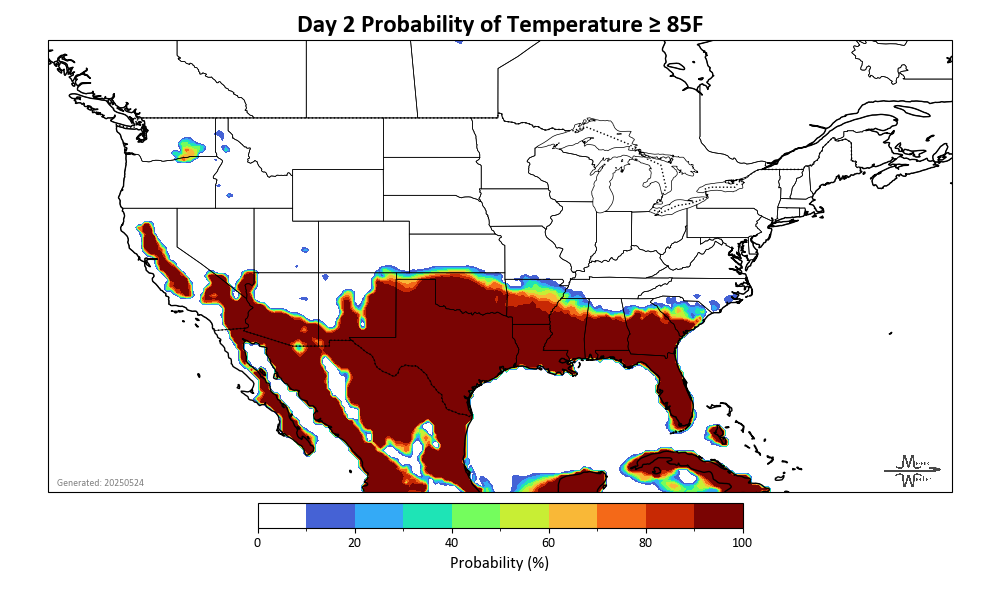 Day 2 Probability of Temperature ≥ 85F
Generated: 20250524
0 20 40 60 80 100
Probability (%)